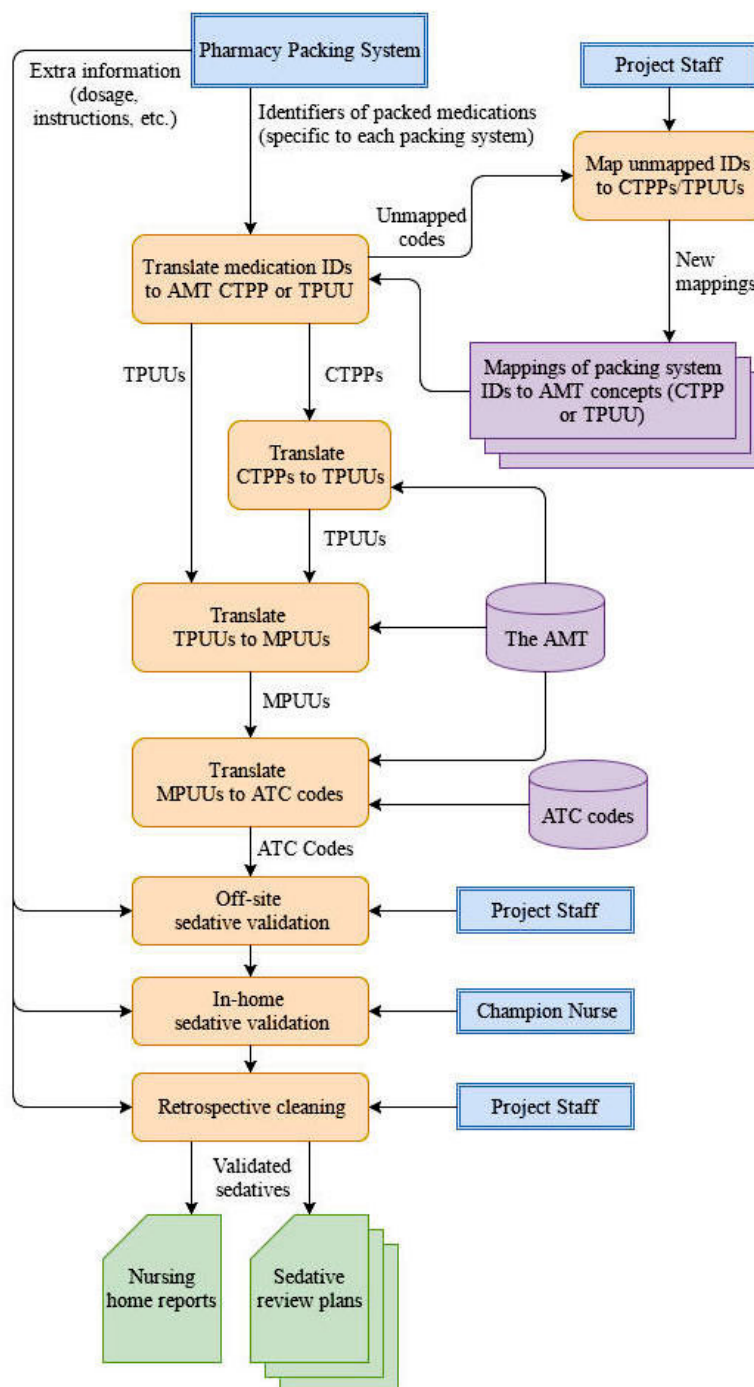 Pharmacy Packing System
Project Staff
Extra information
(dosage,
instructions, etc.)
Identifiers of packed medications
(specific to each packing system)
Map unmapped IDs
to CTPPs/TPUUs
Unmapped
codes
Translate medication IDs
to AMT CTPP or TPUU
New
mappings
TPUUs
CTPPs
Mappings of packing system
IDs to AMT concepts (CTPP
or TPUU)
Translate
CTPPs to TPUUs
TPUUs
Translate
TPUUs to MPUUs
The AMT
MPUUs
Translate
MPUUs to ATC codes
ATC codes
ATC Codes
Off-site
sedative validation
Project Staff
In-home
sedative validation
Champion Nurse
Retrospective cleaning
Project Staff
Validated
sedatives
Nursing
home reports
Sedative
review plans